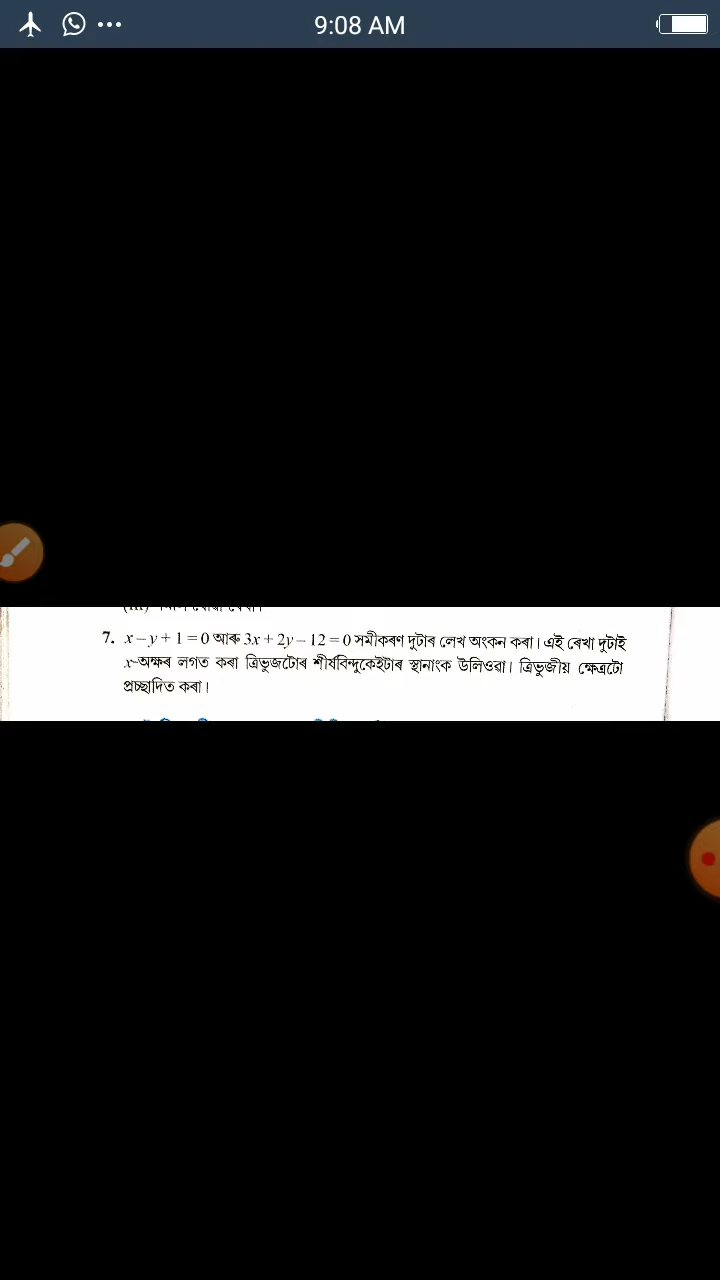 9:08 AM
7. x – y + 1 = 0 আৰু 3x + 2y – 12 = 0 সমীকৰণ দুটাৰ লেখ অংকন কৰা। এই ৰেখা দুটাই
x-অক্ষৰ লগত কৰা ত্ৰিভুজটোৰ শীৰ্ষবিন্দুকেইটাৰ স্থানাংক উলিওৱা। ত্ৰিভুজীয় ক্ষেত্ৰটো
প্ৰচ্ছাদিত কৰা।